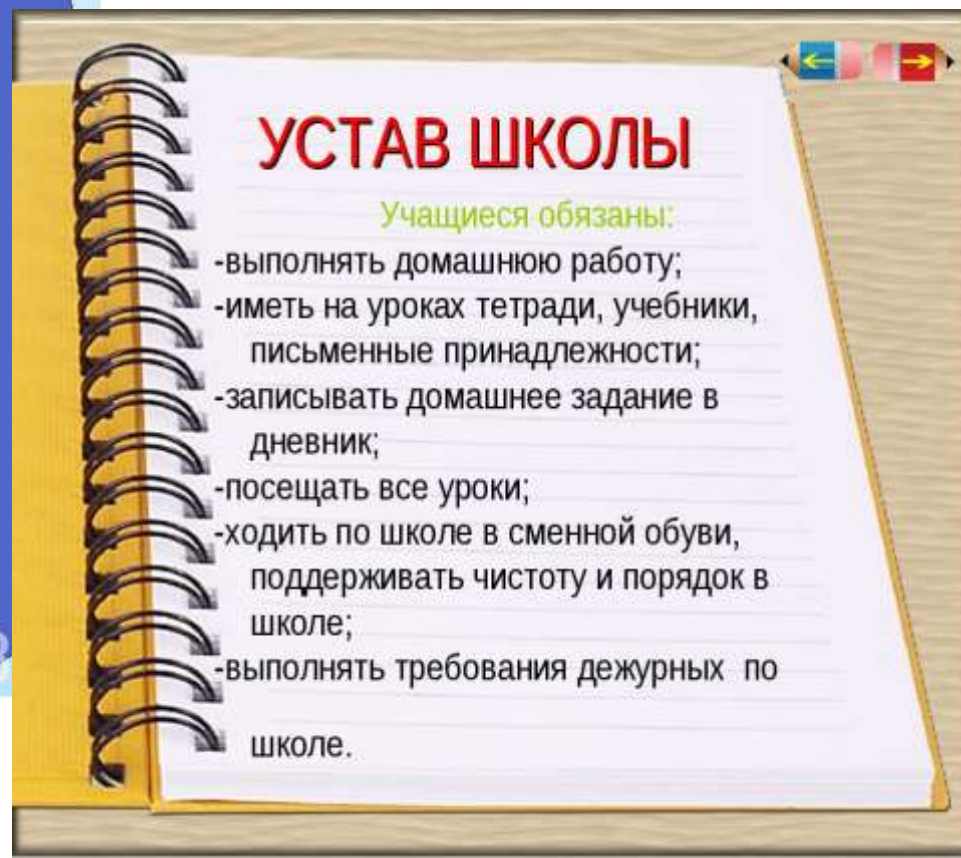 УСТАВ ШКОЛЫ
Учащиеся обязаны:
-выполнять домашнюю работу;
-иметь на уроках тетради, учебники,
письменные принадлежности;
-записывать домашнее задание в
дневник;
-посещать все уроки;
-ходить по школе в сменной обуви,
поддерживать чистоту и порядок в
школе;
-выполнять требования дежурных по
школе.